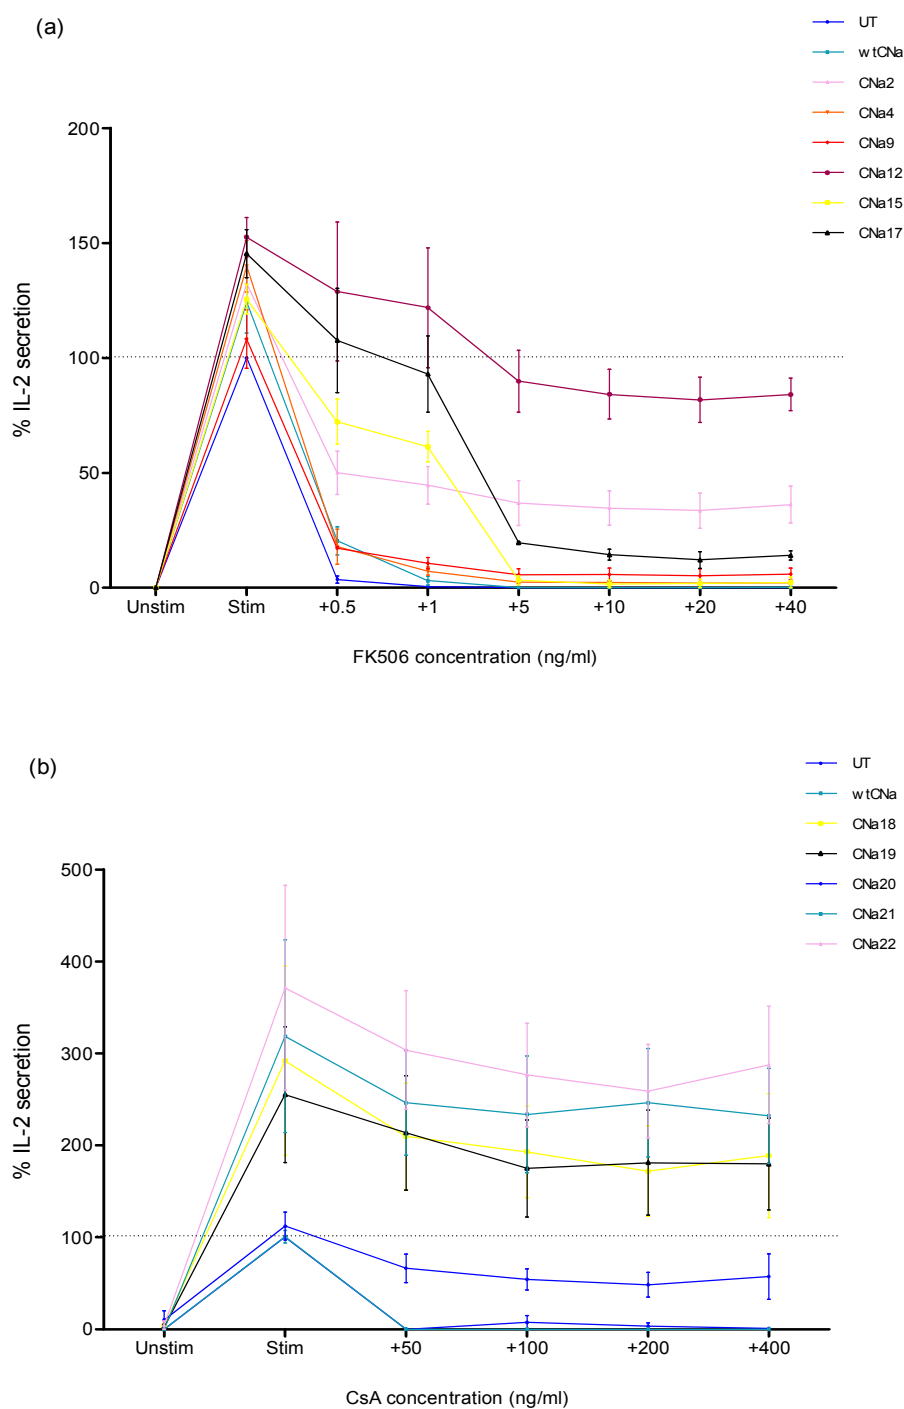 (a)
UT
wtCNa
CNa2
CNa4
CNa9
CNa12
CNa15
CNa17
200
150
100
50
0
% IL-2 secretion
Unstim Stim +0.5 +1 +5 +10 +20 +40
FK506 concentration (ng/ml)
(b)
UT
wtCNa
CNa18
CNa19
CNa20
CNa21
CNa22
500
400
300
200
100
0
% IL-2 secretion
Unstim Stim +50 +100 +200 +400
CsA concentration (ng/ml)